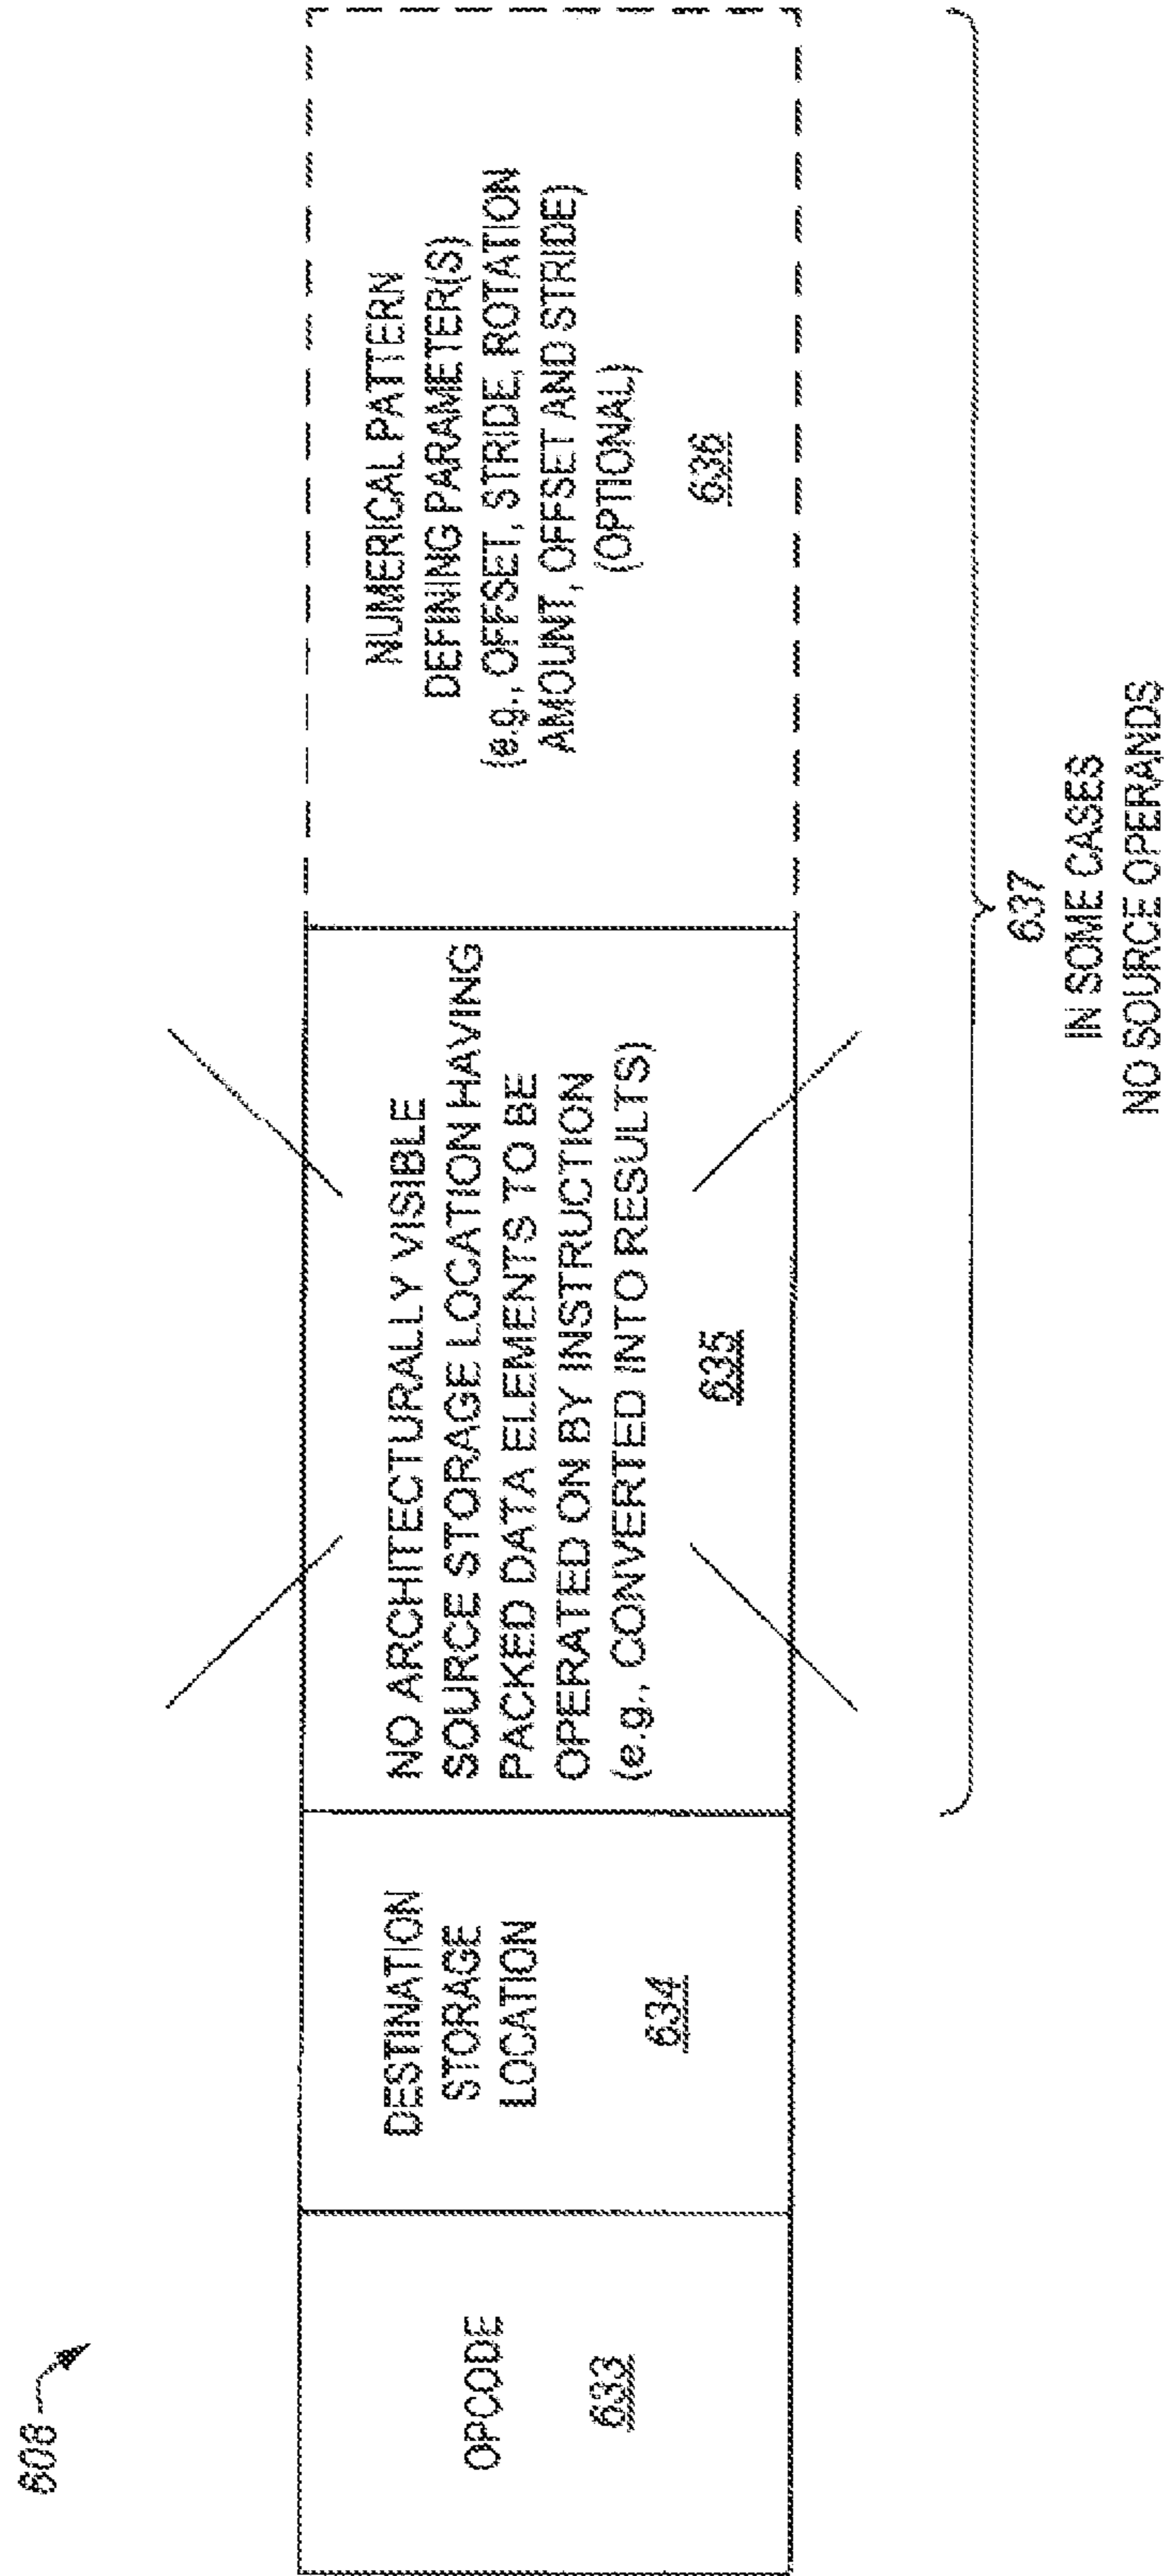 608
OPCODE
633
DESTINATION
STORAGE
LOCATION
634
NO ARCHITECTURALLY VISIBLE
SOURCE STORAGE LOCATION HAVING
PACKED DATA ELEMENTS TO BE
OPERATED ON BY INSTRUCTION
(e.g., CONVERTED INTO RESULTS)
635
NUMERICAL PATTERN
DEFINING PARAMETER(S)
(e.g., OFFSET, STRIDE, ROTATION
AMOUNT, OFFSET AND STRIDE)
(OPTIONAL)
636
637
IN SOME CASES
NO SOURCE OPERANDS